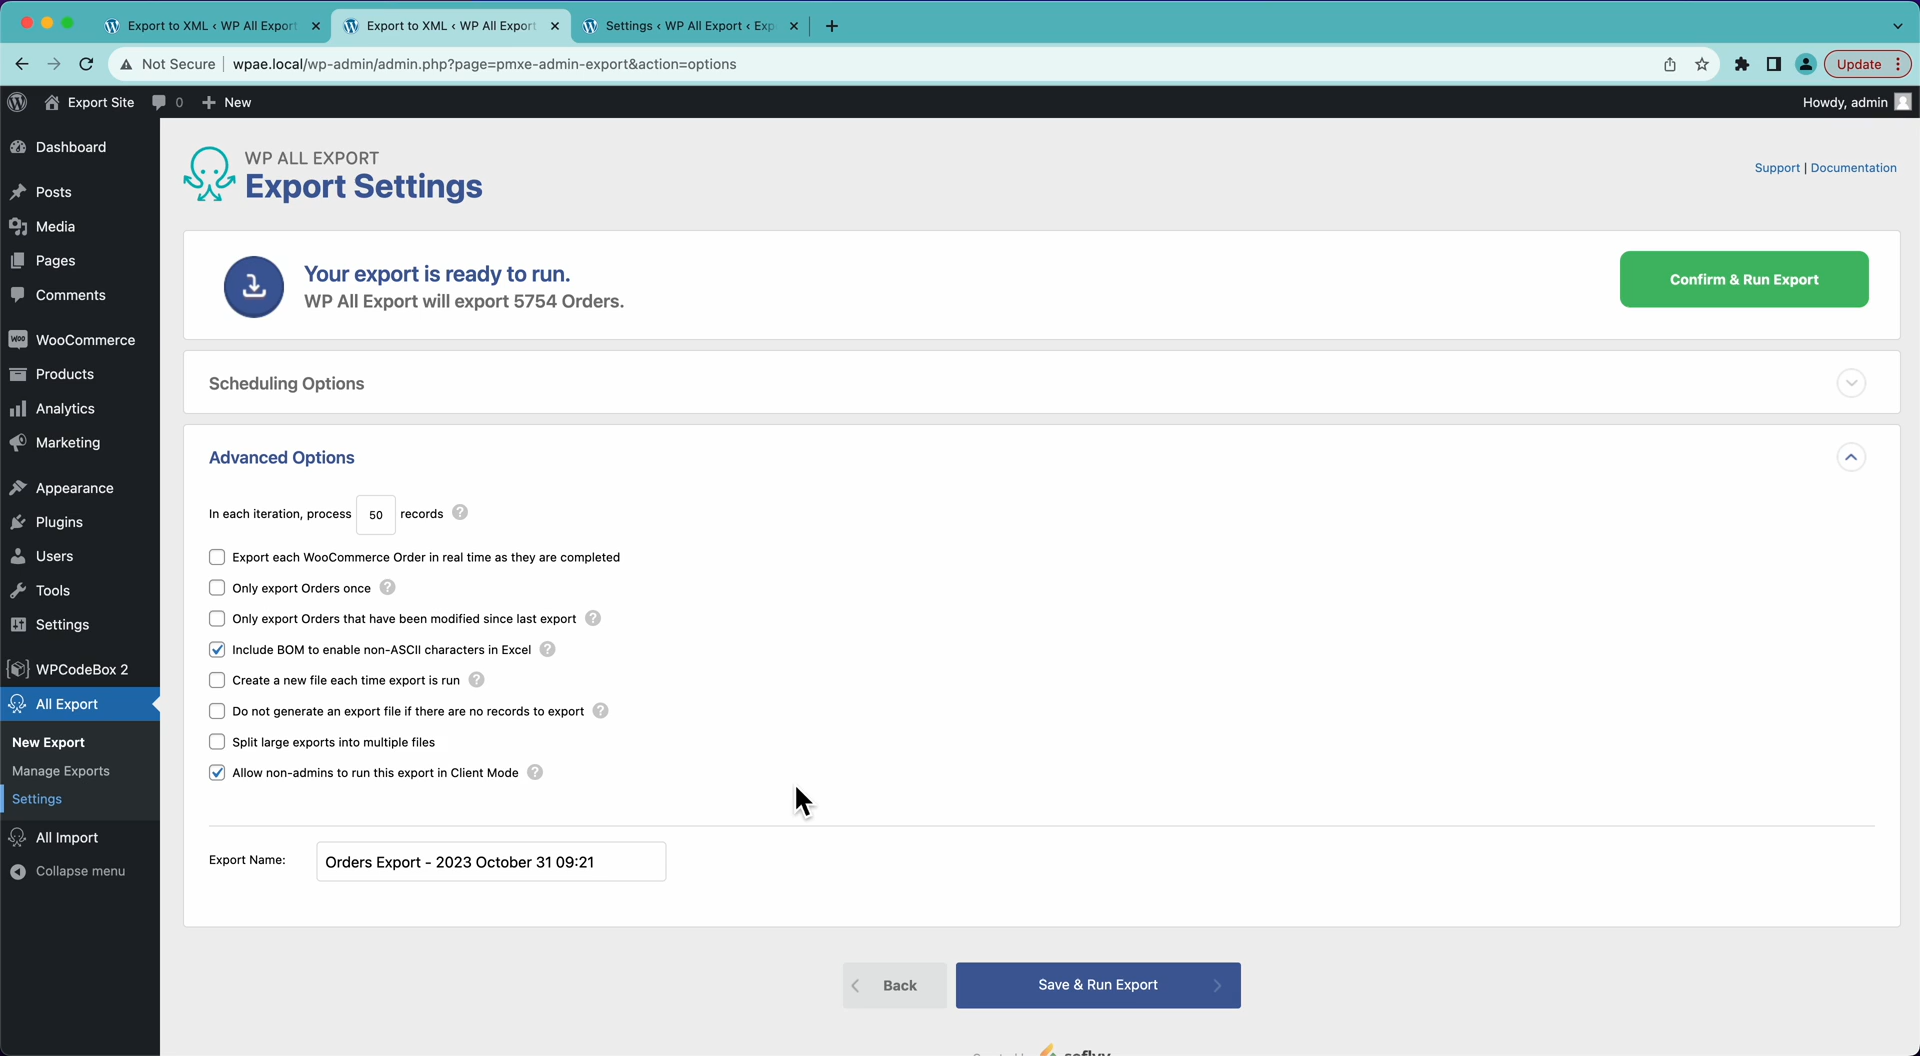 Export to XML ‹ WP All Export
Export to XML ‹ WP All Export
Settings ‹ WP All Export ‹ Exp
Not Secure
wpae.local/wp-admin/admin.php?page=pmxe-admin-export&action=options
Update
Export Site
0
New
Howdy, admin
Dashboard
Posts
Media
Pages
Comments
WooCommerce
Products
Analytics
Marketing
Appearance
Plugins
Users
Tools
Settings
WPCodeBox 2
All Export
New Export
Manage Exports
Settings
All Import
Collapse menu
WP ALL EXPORT
Export Settings
Support | Documentation
Your export is ready to run.
WP All Export will export 5754 Orders.
Confirm & Run Export
Scheduling Options
Advanced Options
In each iteration, process 50 records ?
Export each WooCommerce Order in real time as they are completed
Only export Orders once ?
Only export Orders that have been modified since last export ?
Include BOM to enable non-ASCII characters in Excel ?
Create a new file each time export is run ?
Do not generate an export file if there are no records to export ?
Split large exports into multiple files
Allow non-admins to run this export in Client Mode ?
Export Name:
Orders Export - 2023 October 31 09:21
Back
Save & Run Export